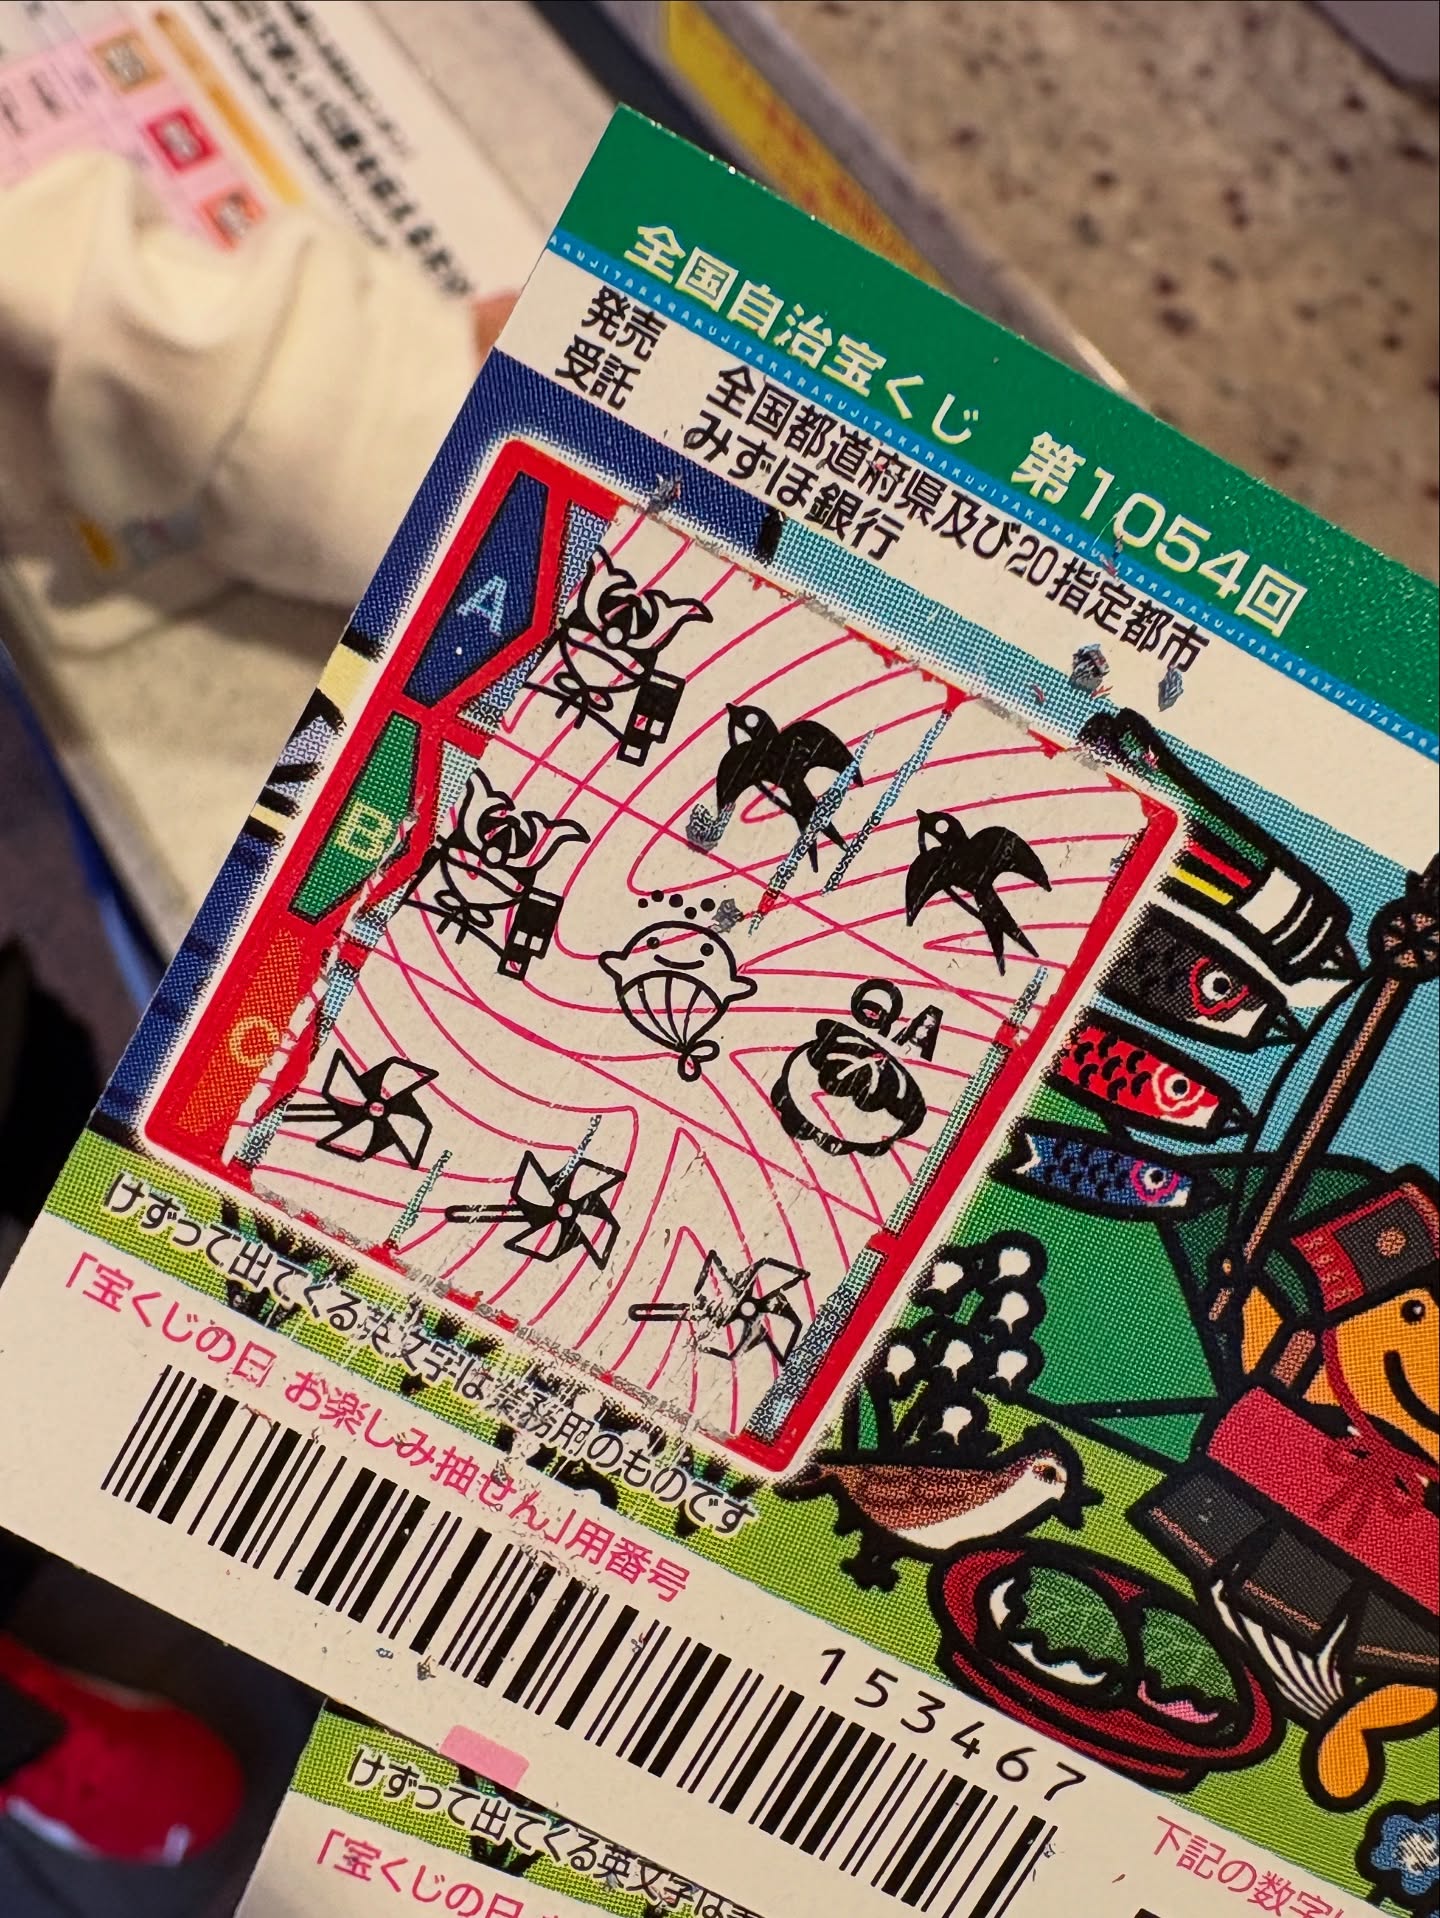 全国自治宝くじ 第1054回
発売 全国都道府県及び20指定都市
受託 みずほ銀行
A
B
C
QA
けずって出てくる英文字は業務用のものです
「宝くじの日 お楽しみ抽せん」用番号
153467
下記の数字
けずって出てくる英文字は
「宝くじの日